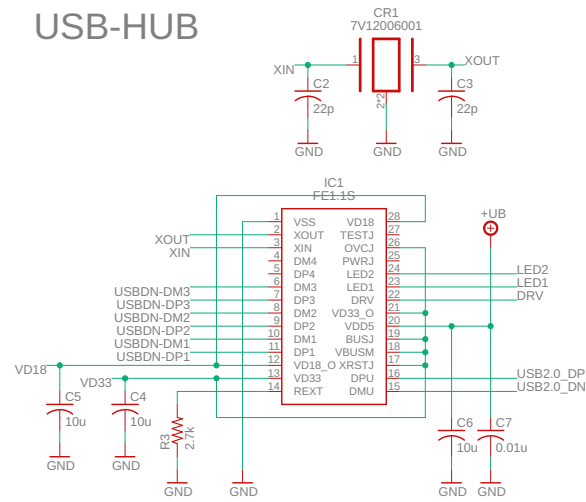 USB-HUB
CR1
7V12006001
XIN
1
3
XOUT
C2
22p
2*2
C3
22p
GND
GND
GND
IC1
FE1.1S
+UB
1 VSS VD18 28
XOUT 2 XOUT TESTJ 27
XIN 3 XIN OVCJ 26
4 DM4 PWRJ 25
5 DP4 LED2 24 LED2
USBDN-DM3 6 DM3 LED1 23 LED1
USBDN-DP3 7 DP3 DRV 22 DRV
USBDN-DM2 8 DM2 VD33_O 21
USBDN-DP2 9 DP2 VDD5 20
USBDN-DM1 10 DM1 BUSJ 19
USBDN-DP1 11 DP1 VBUSM 18
VD18 12 VD18_O XRSTJ 17
VD33 13 VD33 DPU 16 USB2.0_DP
14 REXT DMU 15 USB2.0_DN
C5
10u
C4
10u
R3
2.7k
C6
10u
C7
0.01u
GND
GND
GND
GND
GND
GND